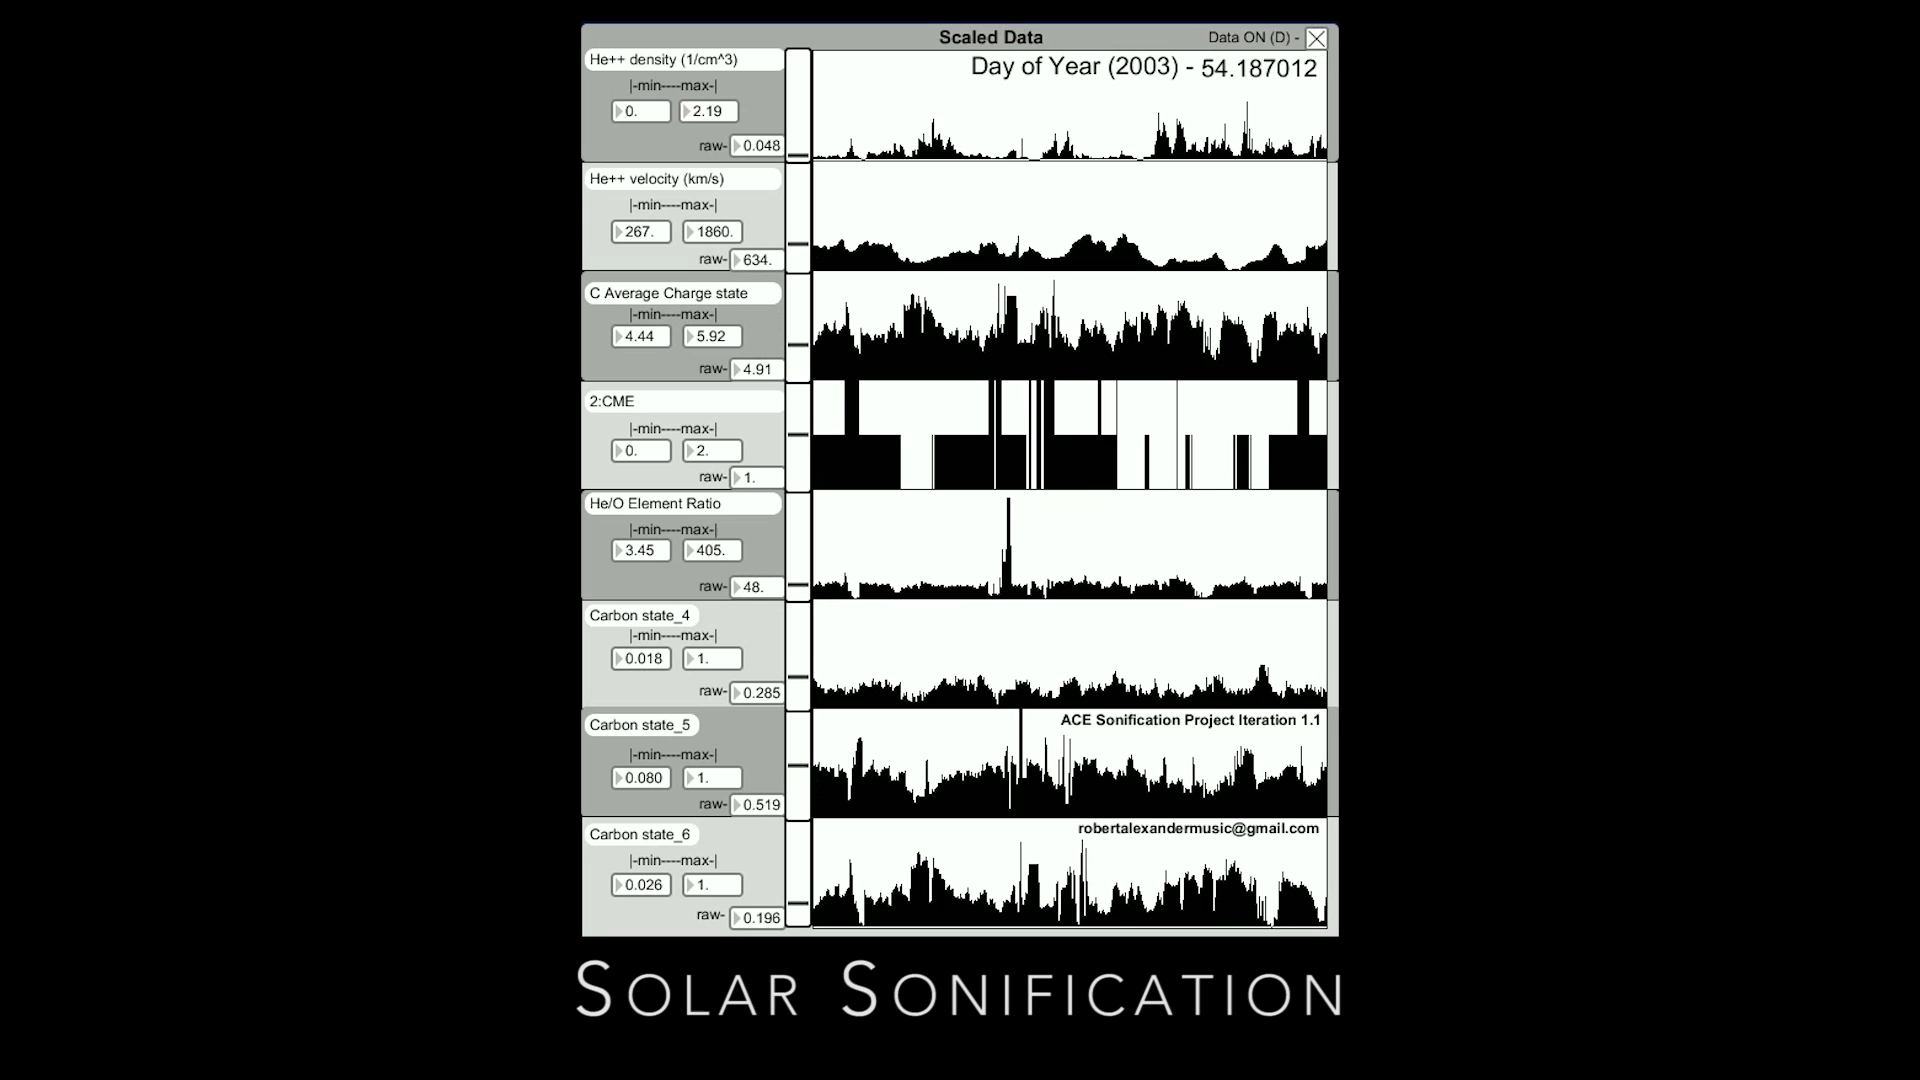 Scaled Data
Data ON (D) -
Day of Year (2003) - 54.187012
He++ density (1/cm^3)
|-min----max-|
0. 2.19
raw- 0.048
He++ velocity (km/s)
|-min----max-|
267. 1860.
raw- 634.
C Average Charge state
|-min----max-|
4.44 5.92
raw- 4.91
2:CME
|-min----max-|
0. 2.
raw- 1.
He/O Element Ratio
|-min----max-|
3.45 405.
raw- 48.
Carbon state_4
|-min----max-|
0.018 1.
raw- 0.285
Carbon state_5
ACE Sonification Project Iteration 1.1
|-min----max-|
0.080 1.
raw- 0.519
Carbon state_6
robertalexandermusic@gmail.com
|-min----max-|
0.026 1.
raw- 0.196
SOLAR SONIFICATION